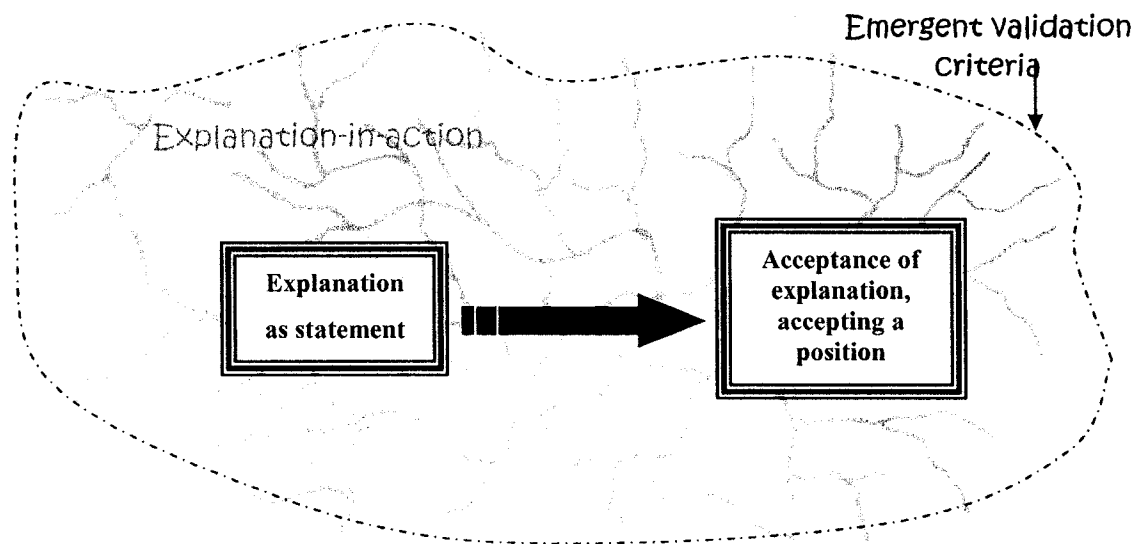 Emergent validation
criteria
Explanation-in-action
Explanation
as statement
Acceptance of
explanation,
accepting a
position